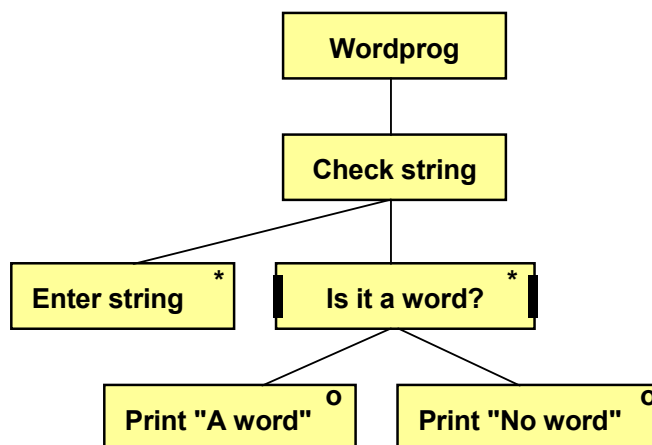 Wordprog
Check string
Enter string *
Is it a word? *
Print "A word" o
Print "No word" o